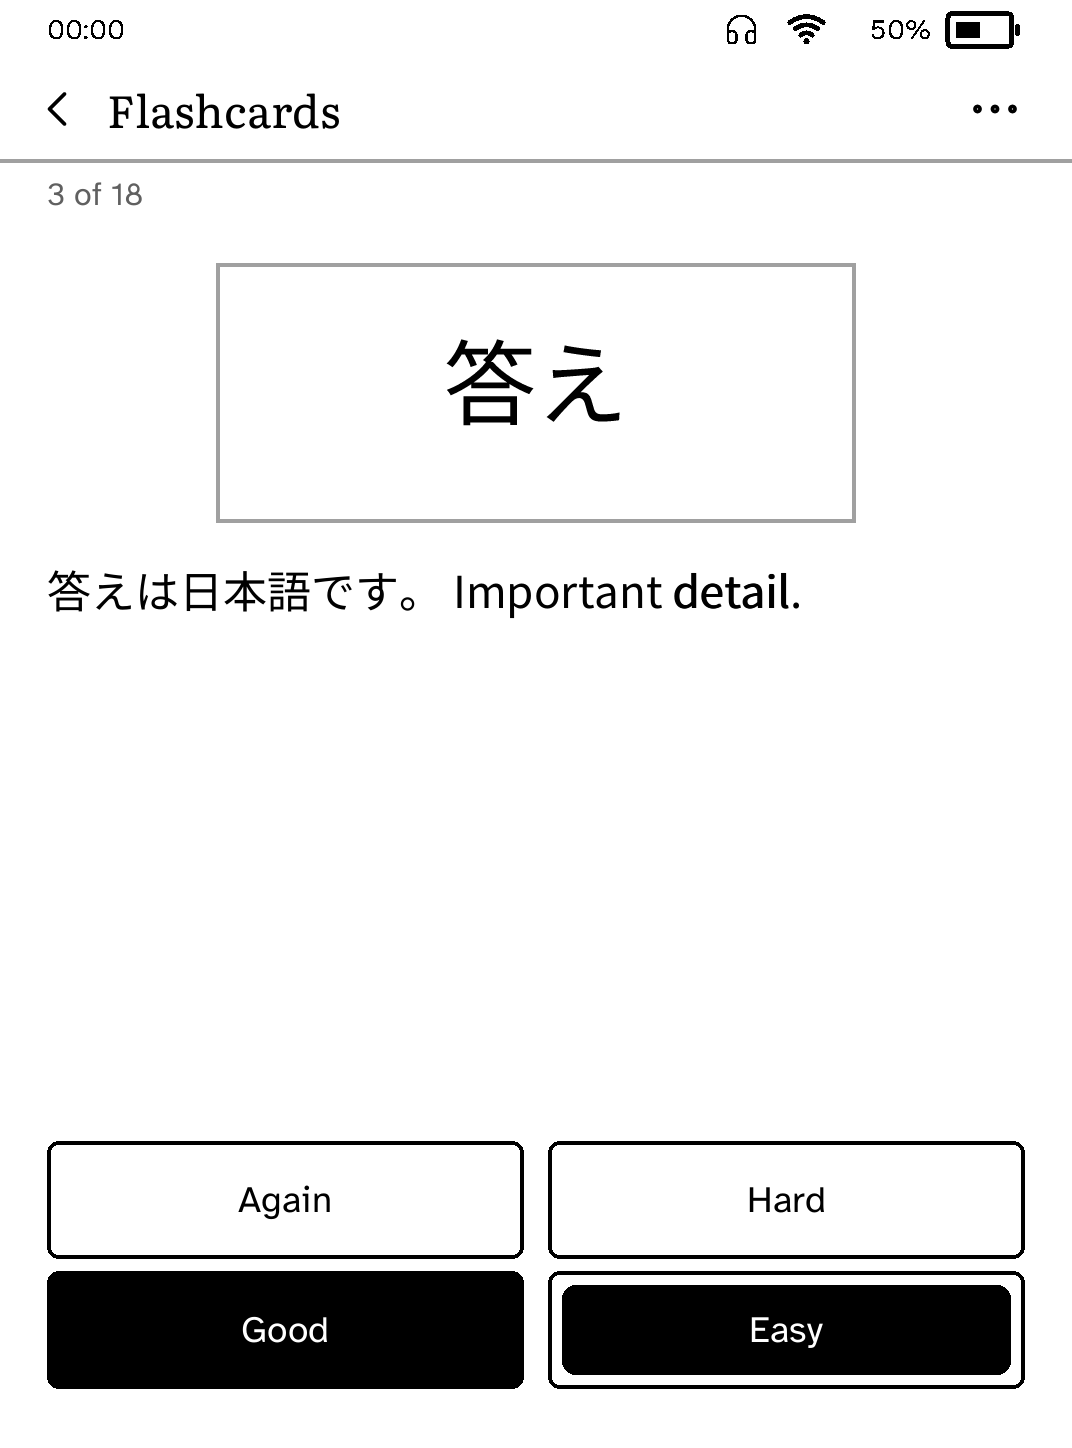 00:00 50%
Flashcards
3 of 18
答え
答えは日本語です。 Important detail.
Again Hard
Good Easy